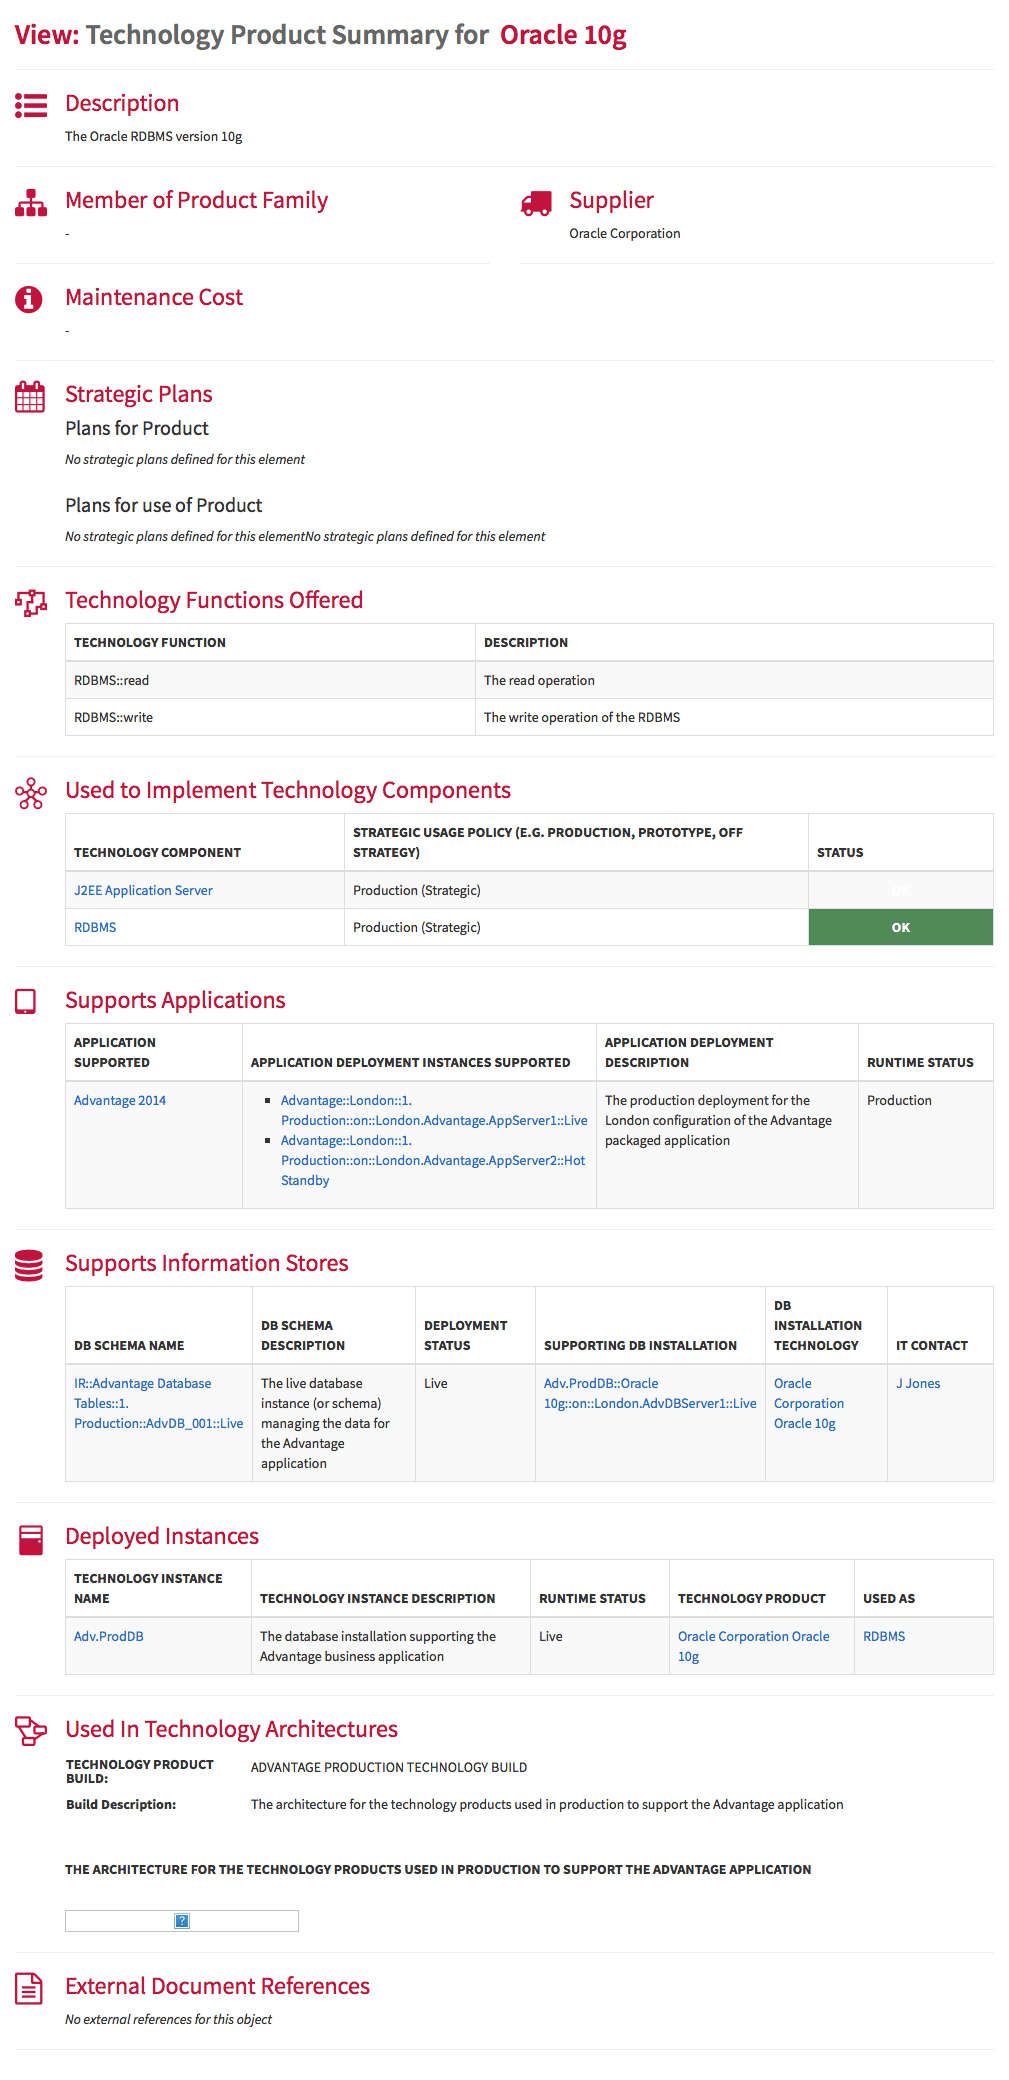 View: Technology Product Summary for Oracle 10g
Description
The Oracle RDBMS version 10g
Member of Product Family
-
Supplier
Oracle Corporation
Maintenance Cost
-
Strategic Plans
Plans for Product
No strategic plans defined for this element
Plans for use of Product
No strategic plans defined for this elementNo strategic plans defined for this element
Technology Functions Offered
TECHNOLOGY FUNCTION
DESCRIPTION
RDBMS::read
The read operation
RDBMS::write
The write operation of the RDBMS
Used to Implement Technology Components
TECHNOLOGY COMPONENT
STRATEGIC USAGE POLICY (E.G. PRODUCTION, PROTOTYPE, OFF
STRATEGY)
STATUS
J2EE Application Server
Production (Strategic)
OK
RDBMS
Production (Strategic)
OK
Supports Applications
APPLICATION
SUPPORTED
APPLICATION DEPLOYMENT INSTANCES SUPPORTED
APPLICATION DEPLOYMENT
DESCRIPTION
RUNTIME STATUS
Advantage 2014
Advantage::London::1.
Production::on::London.Advantage.AppServer1::Live
Advantage::London::1.
Production::on::London.Advantage.AppServer2::Hot
Standby
The production deployment for the
London configuration of the Advantage
packaged application
Production
Supports Information Stores
DB SCHEMA NAME
DB SCHEMA
DESCRIPTION
DEPLOYMENT
STATUS
SUPPORTING DB INSTALLATION
DB
INSTALLATION
TECHNOLOGY
IT CONTACT
IR::Advantage Database
Tables::1.
Production::AdvDB_001::Live
The live database
instance (or schema)
managing the data for
the Advantage
application
Live
Adv.ProdDB::Oracle
10g::on::London.AdvDBServer1::Live
Oracle
Corporation
Oracle 10g
J Jones
Deployed Instances
TECHNOLOGY INSTANCE
NAME
TECHNOLOGY INSTANCE DESCRIPTION
RUNTIME STATUS
TECHNOLOGY PRODUCT
USED AS
Adv.ProdDB
The database installation supporting the
Advantage business application
Live
Oracle Corporation Oracle
10g
RDBMS
Used In Technology Architectures
TECHNOLOGY PRODUCT
BUILD:
ADVANTAGE PRODUCTION TECHNOLOGY BUILD
Build Description:
The architecture for the technology products used in production to support the Advantage application
THE ARCHITECTURE FOR THE TECHNOLOGY PRODUCTS USED IN PRODUCTION TO SUPPORT THE ADVANTAGE APPLICATION
?
External Document References
No external references for this object